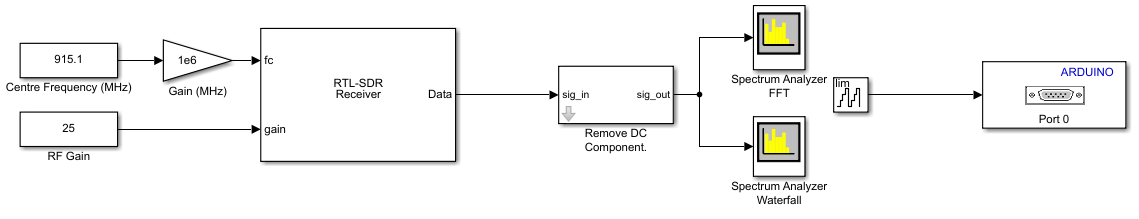 915.1
Centre Frequency (MHz)
1e6
Gain (MHz)
25
RF Gain
fc
gain
RTL-SDR
Receiver
Data
sig_in
sig_out
Remove DC
Component.
Spectrum Analyzer
FFT
Spectrum Analyzer
Waterfall
lim
ARDUINO
Port 0